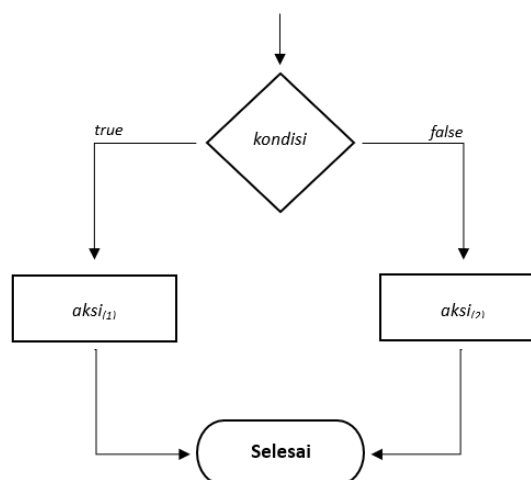 true
kondisi
false
aksi(1)
aksi(2)
Selesai